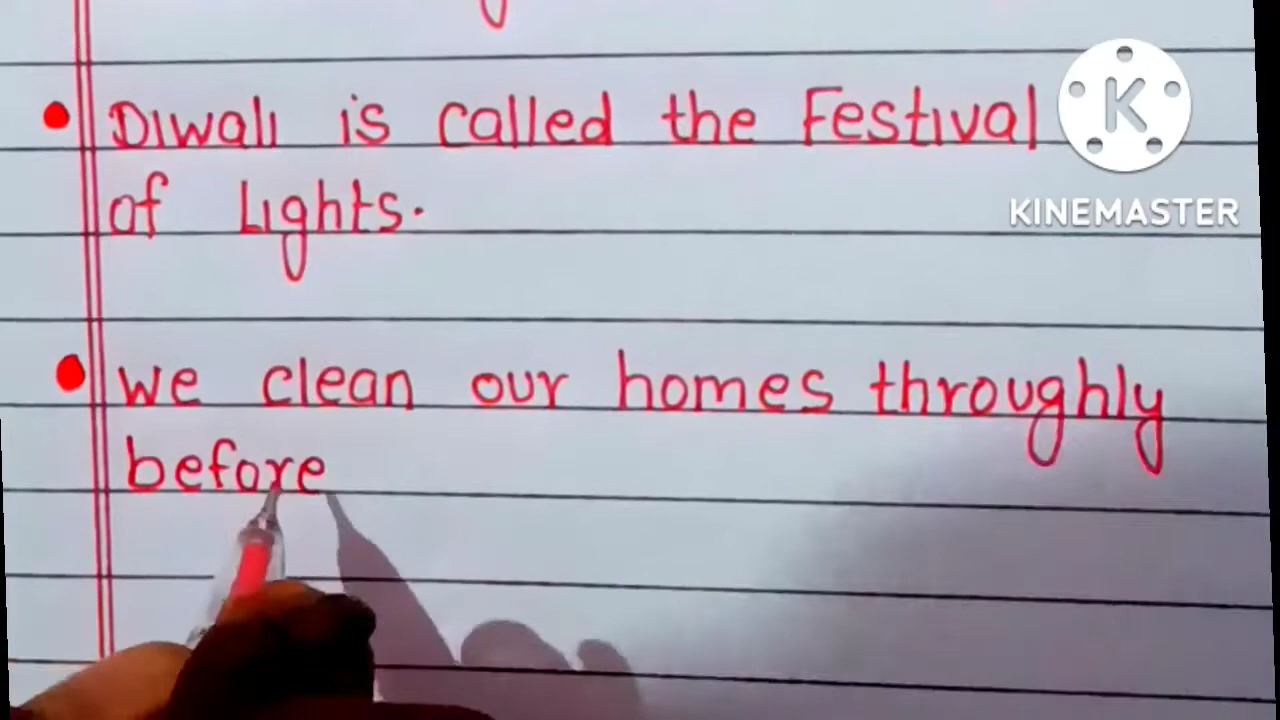 • Diwali is called the Festival
of Lights.
• we clean our homes throughly
before
K
KINEMASTER